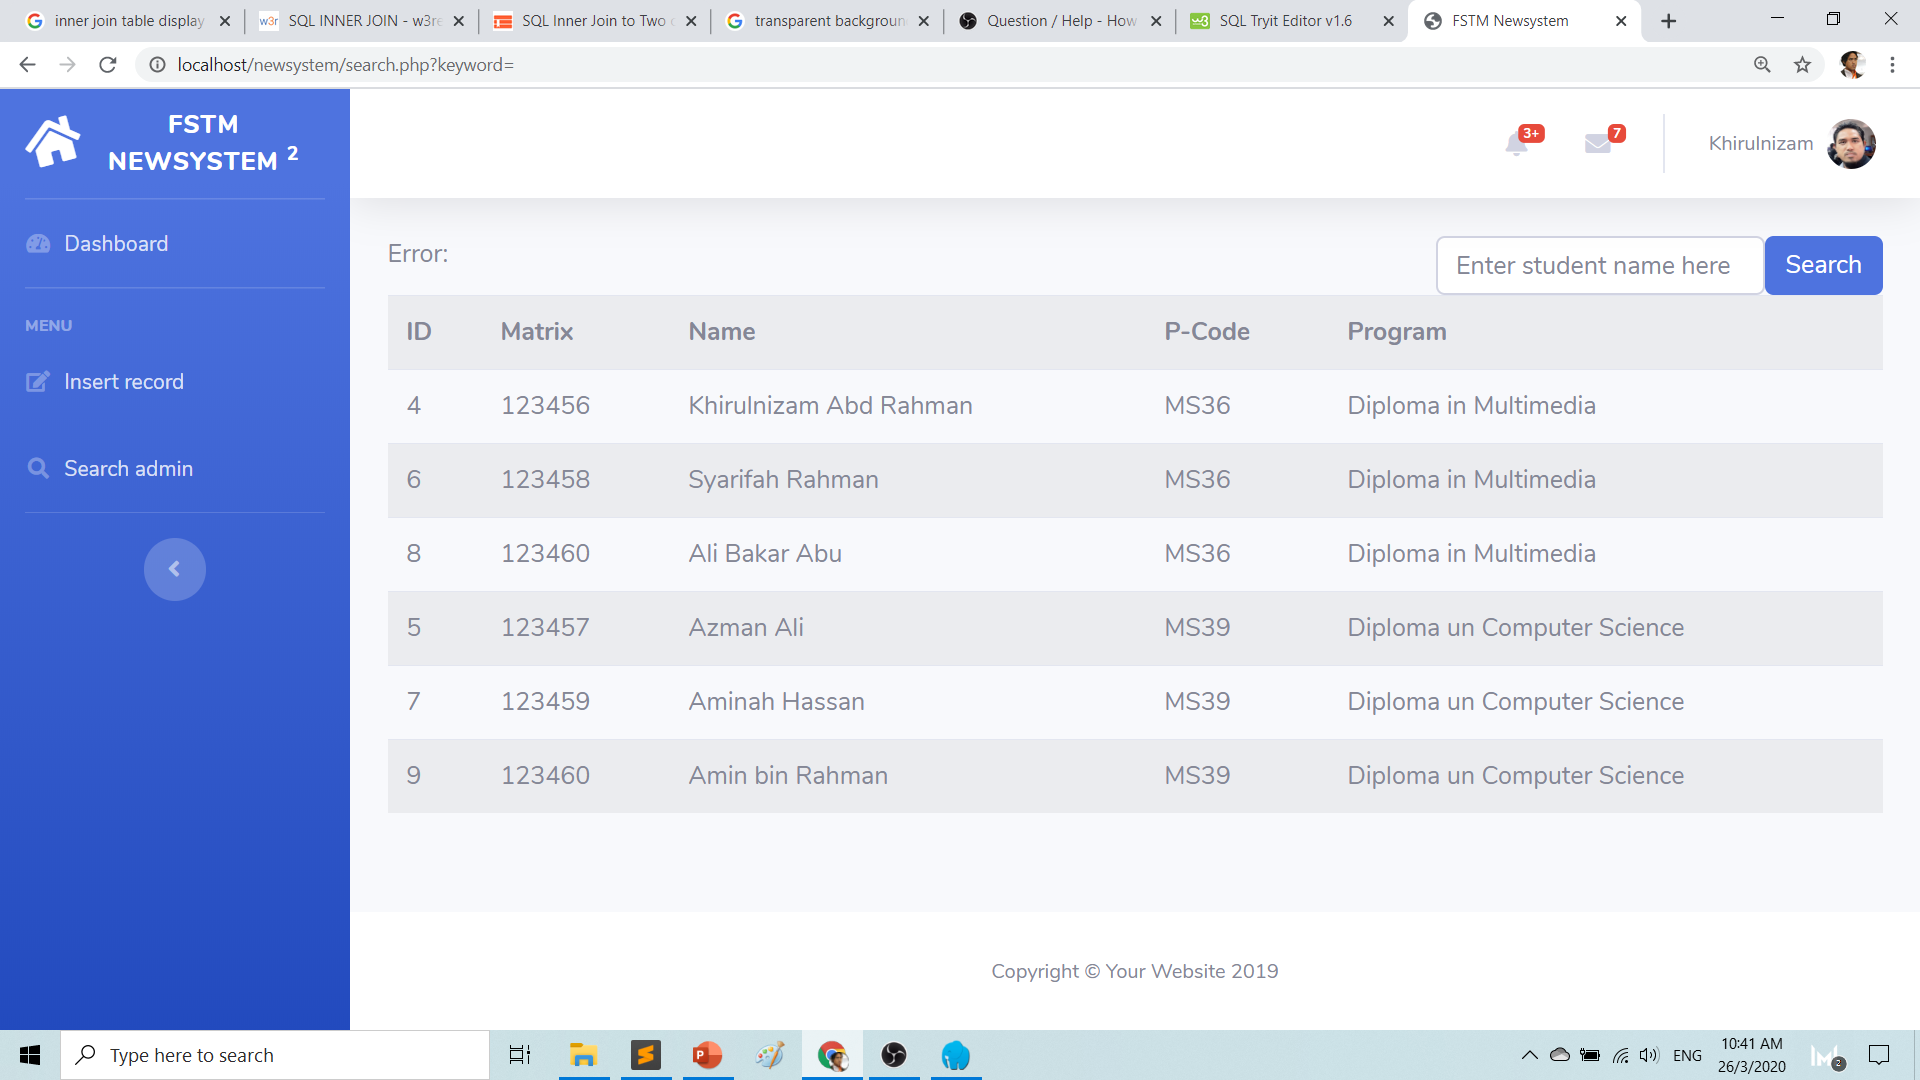 inner join table display
SQL INNER JOIN - w3re
SQL Inner Join to Two
transparent backgroun
Question / Help - How
SQL Tryit Editor v1.6
FSTM Newsystem
localhost/newsystem/search.php?keyword=
FSTM
NEWSYSTEM 2
3+
7
Khirulnizam
Dashboard
MENU
Insert record
Search admin
Error:
Enter student name here
Search
ID Matrix Name P-Code Program
4 123456 Khirulnizam Abd Rahman MS36 Diploma in Multimedia
6 123458 Syarifah Rahman MS36 Diploma in Multimedia
8 123460 Ali Bakar Abu MS36 Diploma in Multimedia
5 123457 Azman Ali MS39 Diploma un Computer Science
7 123459 Aminah Hassan MS39 Diploma un Computer Science
9 123460 Amin bin Rahman MS39 Diploma un Computer Science
Copyright © Your Website 2019
Type here to search
ENG
10:41 AM
26/3/2020
2